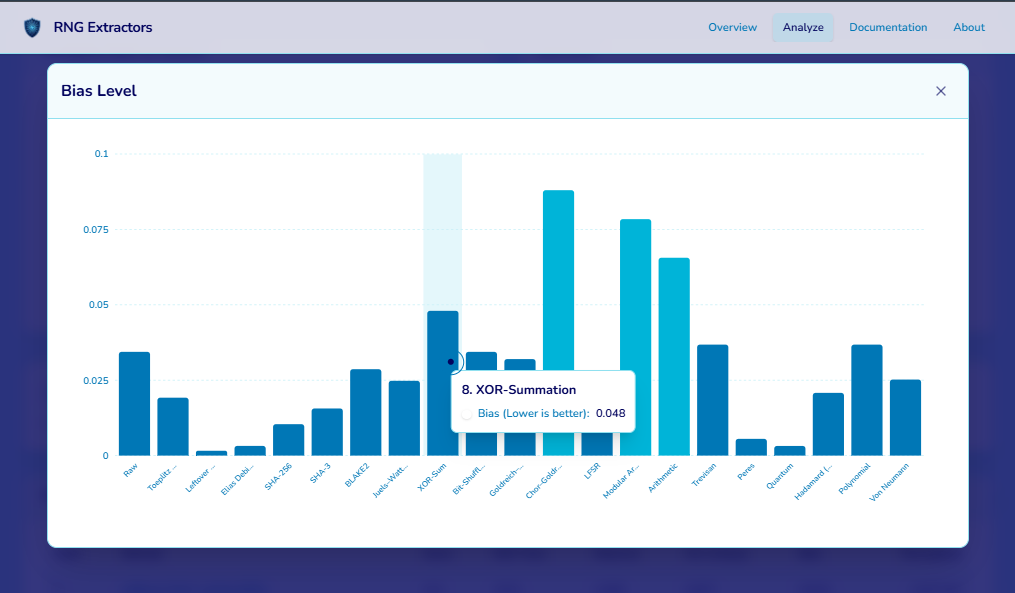 RNG Extractors
Overview
Analyze
Documentation
About
Bias Level
0.1
0.075
0.05
0.025
0
8. XOR-Summation
Bias (Lower is better): 0.048
Raw
Toeplitz ...
Leftover ...
Elias Debi...
SHA-256
SHA-3
BLAKE2
Juels-Watt...
XOR-Sum
Bit-Shuffl...
Goldreich-...
Chor-Goldr...
LFSR
Modular Ar...
Arithmetic
Trevisan
Peres
Quantum
Hadamard (...
Polynomial
Von Neumann